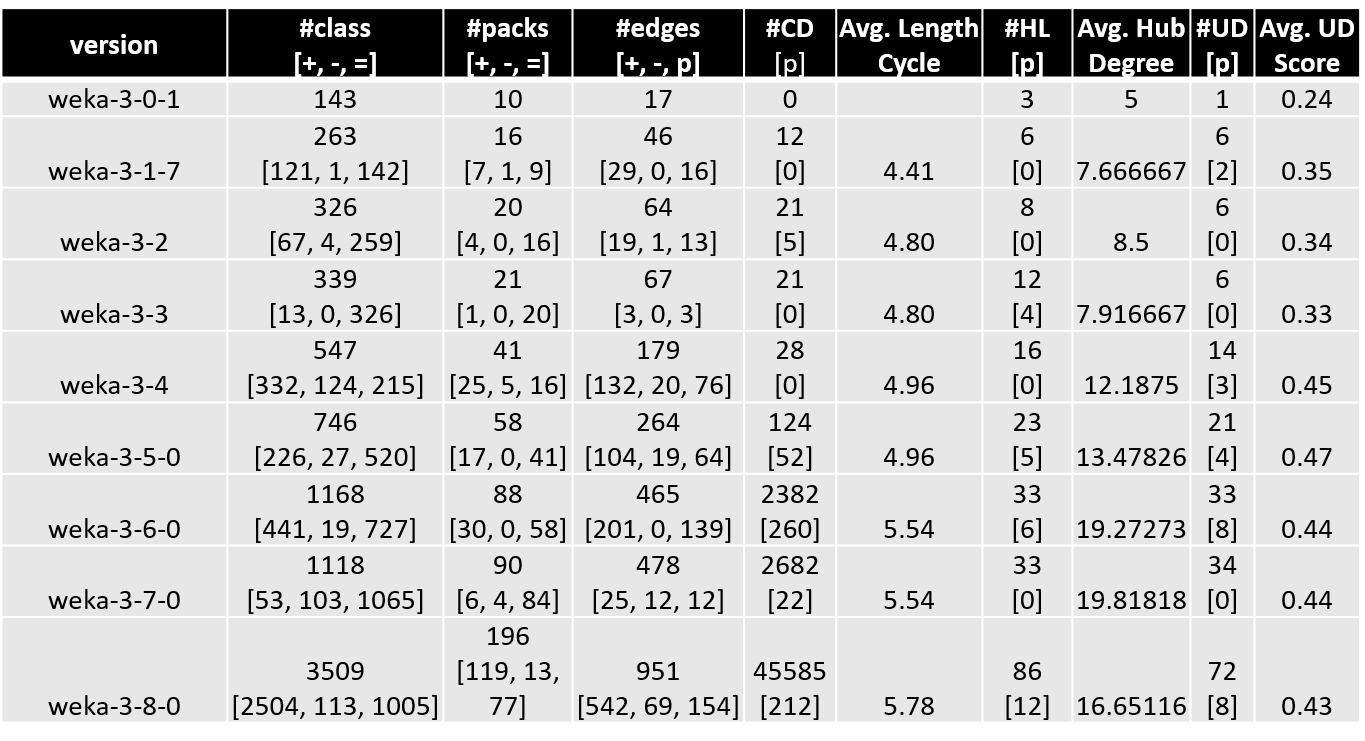 version #class [+, -, =] #packs [+, -, =] #edges [+, -, p] #CD [p] Avg. Length Cycle #HL [p] Avg. Hub Degree #UD [p] Avg. UD Score
weka-3-0-1 143 10 17 0 3 5 1 0.24
weka-3-1-7 263 [121, 1, 142] 16 [7, 1, 9] 46 [29, 0, 16] 12 [0] 4.41 6 [0] 7.666667 6 [2] 0.35
weka-3-2 326 [67, 4, 259] 20 [4, 0, 16] 64 [19, 1, 13] 21 [5] 4.80 8 [0] 8.5 6 [0] 0.34
weka-3-3 339 [13, 0, 326] 21 [1, 0, 20] 67 [3, 0, 3] 21 [0] 4.80 12 [4] 7.916667 6 [0] 0.33
weka-3-4 547 [332, 124, 215] 41 [25, 5, 16] 179 [132, 20, 76] 28 [0] 4.96 16 [0] 12.1875 14 [3] 0.45
weka-3-5-0 746 [226, 27, 520] 58 [17, 0, 41] 264 [104, 19, 64] 124 [52] 4.96 23 [5] 13.47826 21 [4] 0.47
weka-3-6-0 1168 [441, 19, 727] 88 [30, 0, 58] 465 [201, 0, 139] 2382 [260] 5.54 33 [6] 19.27273 33 [8] 0.44
weka-3-7-0 1118 [53, 103, 1065] 90 [6, 4, 84] 478 [25, 12, 12] 2682 [22] 5.54 33 [0] 19.81818 34 [0] 0.44
weka-3-8-0 3509 [2504, 113, 1005] 196 [119, 13, 77] 951 [542, 69, 154] 45585 [212] 5.78 86 [12] 16.65116 72 [8] 0.43